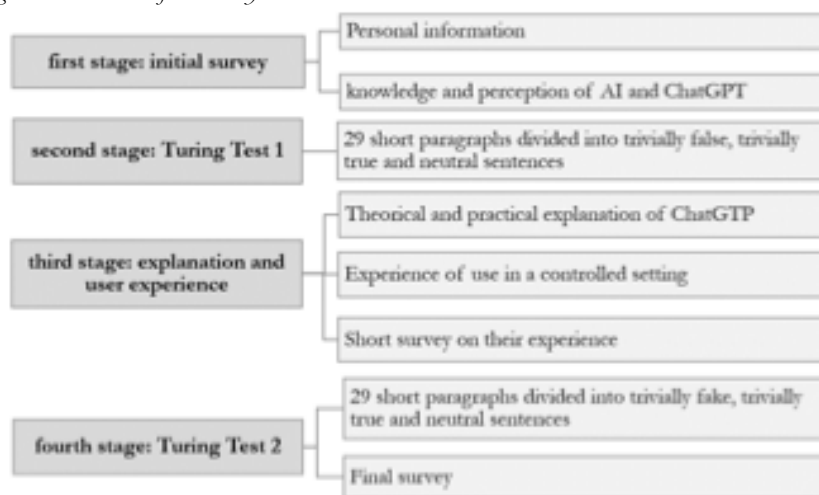 first stage: initial survey
Personal information
knowledge and perception of AI and ChatGPT
second stage: Turing Test 1
29 short paragraphs divided into trivially false, trivially
true and neutral sentences
third stage: explanation and
user experience
Theorical and practical explanation of ChatGTP
Experience of use in a controlled setting
Short survey on their experience
fourth stage: Turing Test 2
29 short paragraphs divided into trivially fake, trivially
true and neutral sentences
Final survey